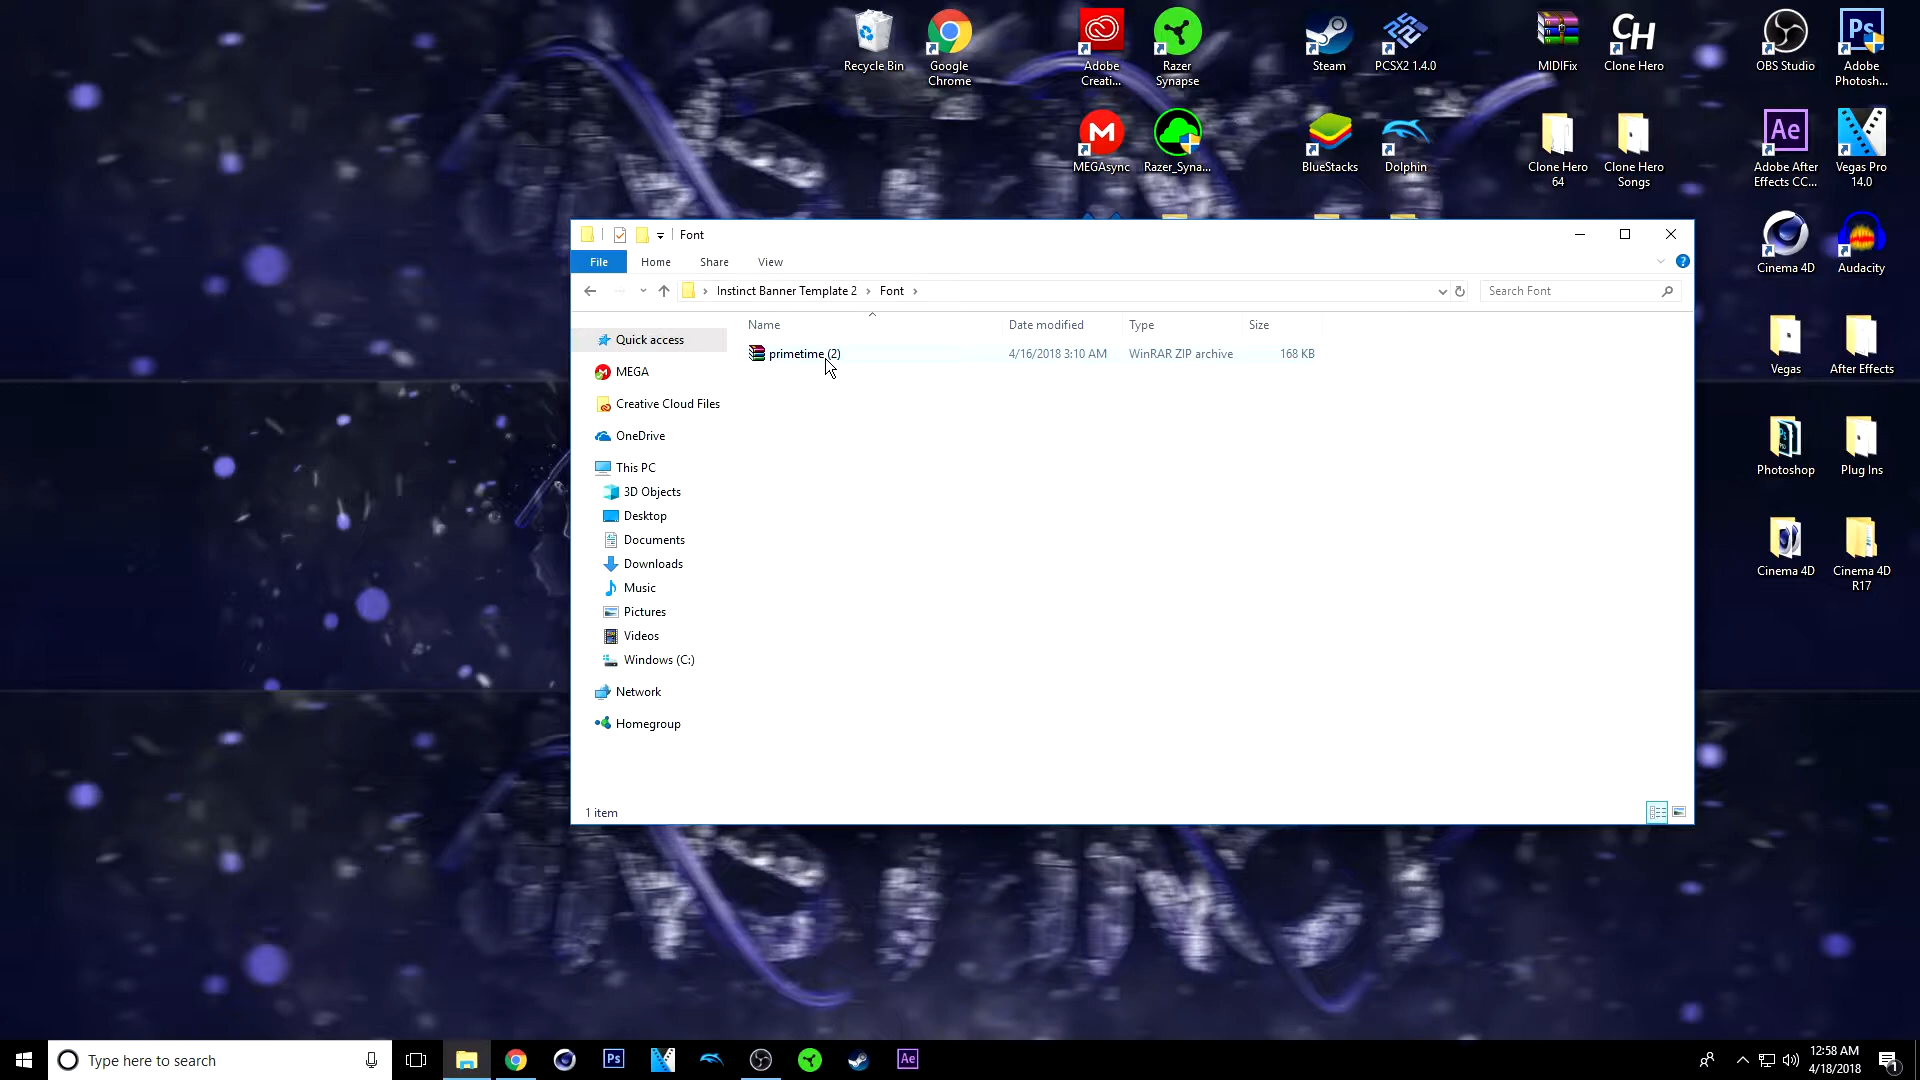 Recycle Bin
Google
Chrome
Adobe
Creati...
Razer
Synapse
Steam
PCSX2 1.4.0
MIDIFix
CH
Clone Hero
OBS Studio
Ps
Adobe
Photosh...
MEGAsync
Razer_Syna...
BlueStacks
Dolphin
Clone Hero
64
Clone Hero
Songs
Ae
Adobe After
Effects CC...
Vegas Pro
14.0
Cinema 4D
Audacity
Vegas
After Effects
Photoshop
Plug Ins
Cinema 4D
Cinema 4D
R17
Font
File
Home
Share
View
Instinct Banner Template 2
Font
Search Font
Name
Date modified
Type
Size
primetime (2)
4/16/2018 3:10 AM
WinRAR ZIP archive
168 KB
Quick access
MEGA
Creative Cloud Files
OneDrive
This PC
3D Objects
Desktop
Documents
Downloads
Music
Pictures
Videos
Windows (C:)
Network
Homegroup
1 item
Type here to search
Ps
Ae
12:58 AM
4/18/2018
1